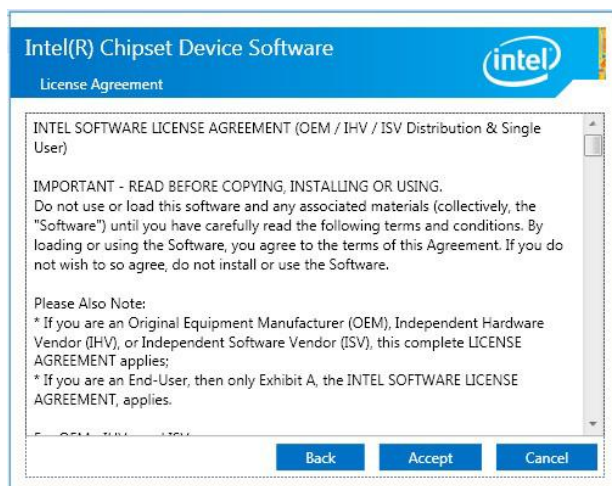 Intel(R) Chipset Device Software
intel
License Agreement
INTEL SOFTWARE LICENSE AGREEMENT (OEM / IHV / ISV Distribution & Single
User)
IMPORTANT - READ BEFORE COPYING, INSTALLING OR USING.
Do not use or load this software and any associated materials (collectively, the
"Software") until you have carefully read the following terms and conditions. By
loading or using the Software, you agree to the terms of this Agreement. If you do
not wish to so agree, do not install or use the Software.
Please Also Note:
* If you are an Original Equipment Manufacturer (OEM), Independent Hardware
Vendor (IHV), or Independent Software Vendor (ISV), this complete LICENSE
AGREEMENT applies;
* If you are an End-User, then only Exhibit A, the INTEL SOFTWARE LICENSE
AGREEMENT, applies.
Back Accept Cancel